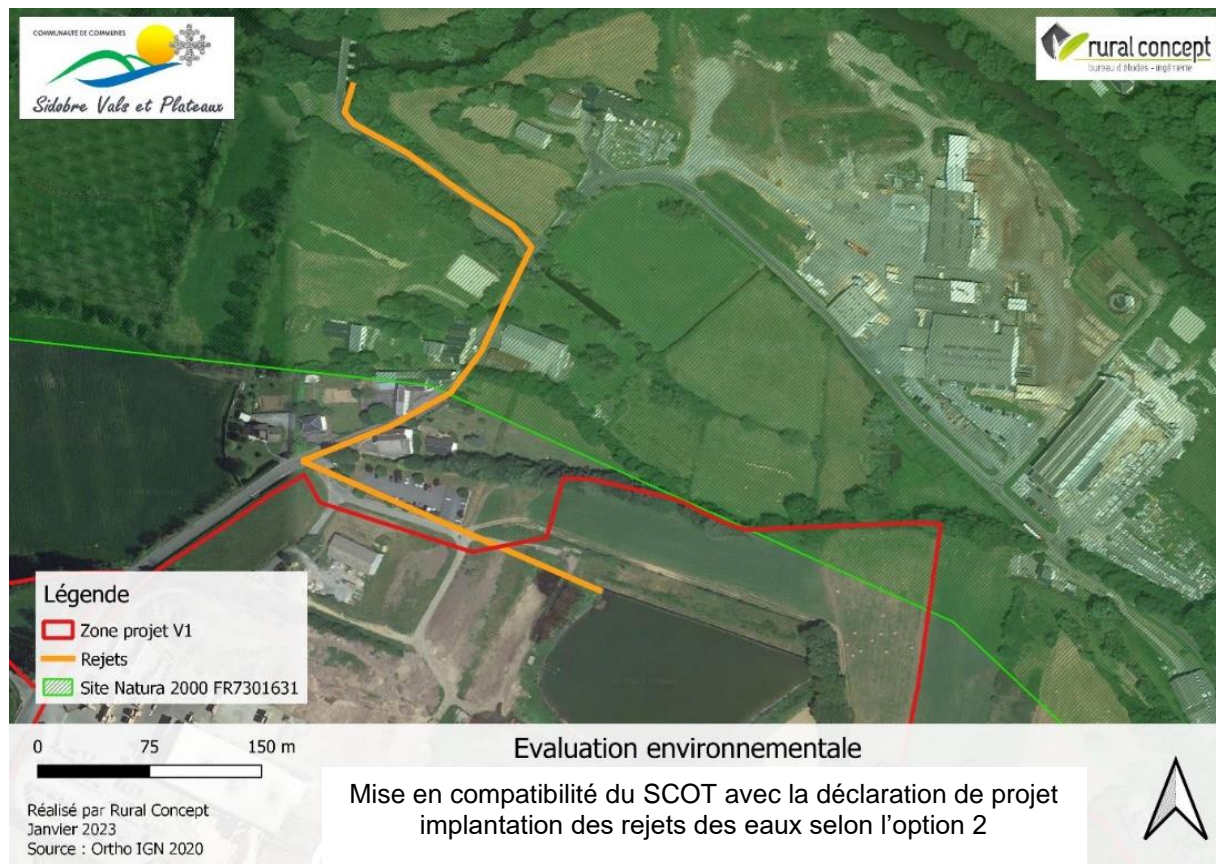 COMMUNAUTÉ DE COMMUNES
Sidobre Vals et Plateaux
rural concept
bureau d'études - ingénierie
Légende
Zone projet V1
Rejets
Site Natura 2000 FR7301631
0 75 150 m
Réalisé par Rural Concept
Janvier 2023
Source : Ortho IGN 2020
Evaluation environnementale
Mise en compatibilité du SCOT avec la déclaration de projet
implantation des rejets des eaux selon l'option 2